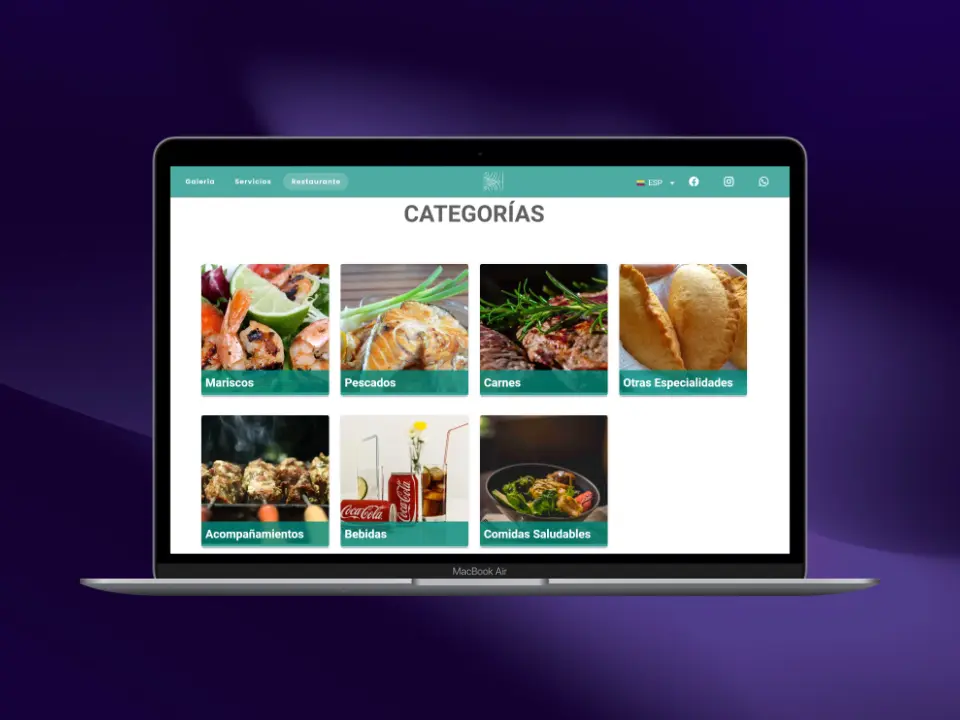 Galería Servicios Restaurante ESP
CATEGORÍAS
Mariscos Pescados Carnes Otras Especialidades
Coca-Cola Coca-Cola
Acompañamientos Bebidas Comidas Saludables
MacBook Air